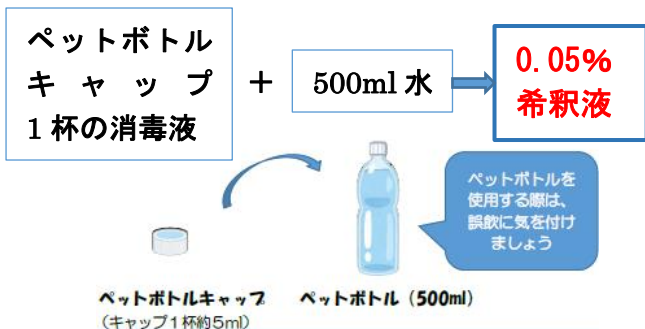 ペットボトル
キャップ
1杯の消毒液
＋
500ml 水
0.05%
希釈液
ペットボトルを
使用する際は、
誤飲に気を付け
ましょう
ペットボトルキャップ ペットボトル（500ml）
（キャップ1杯約5ml）